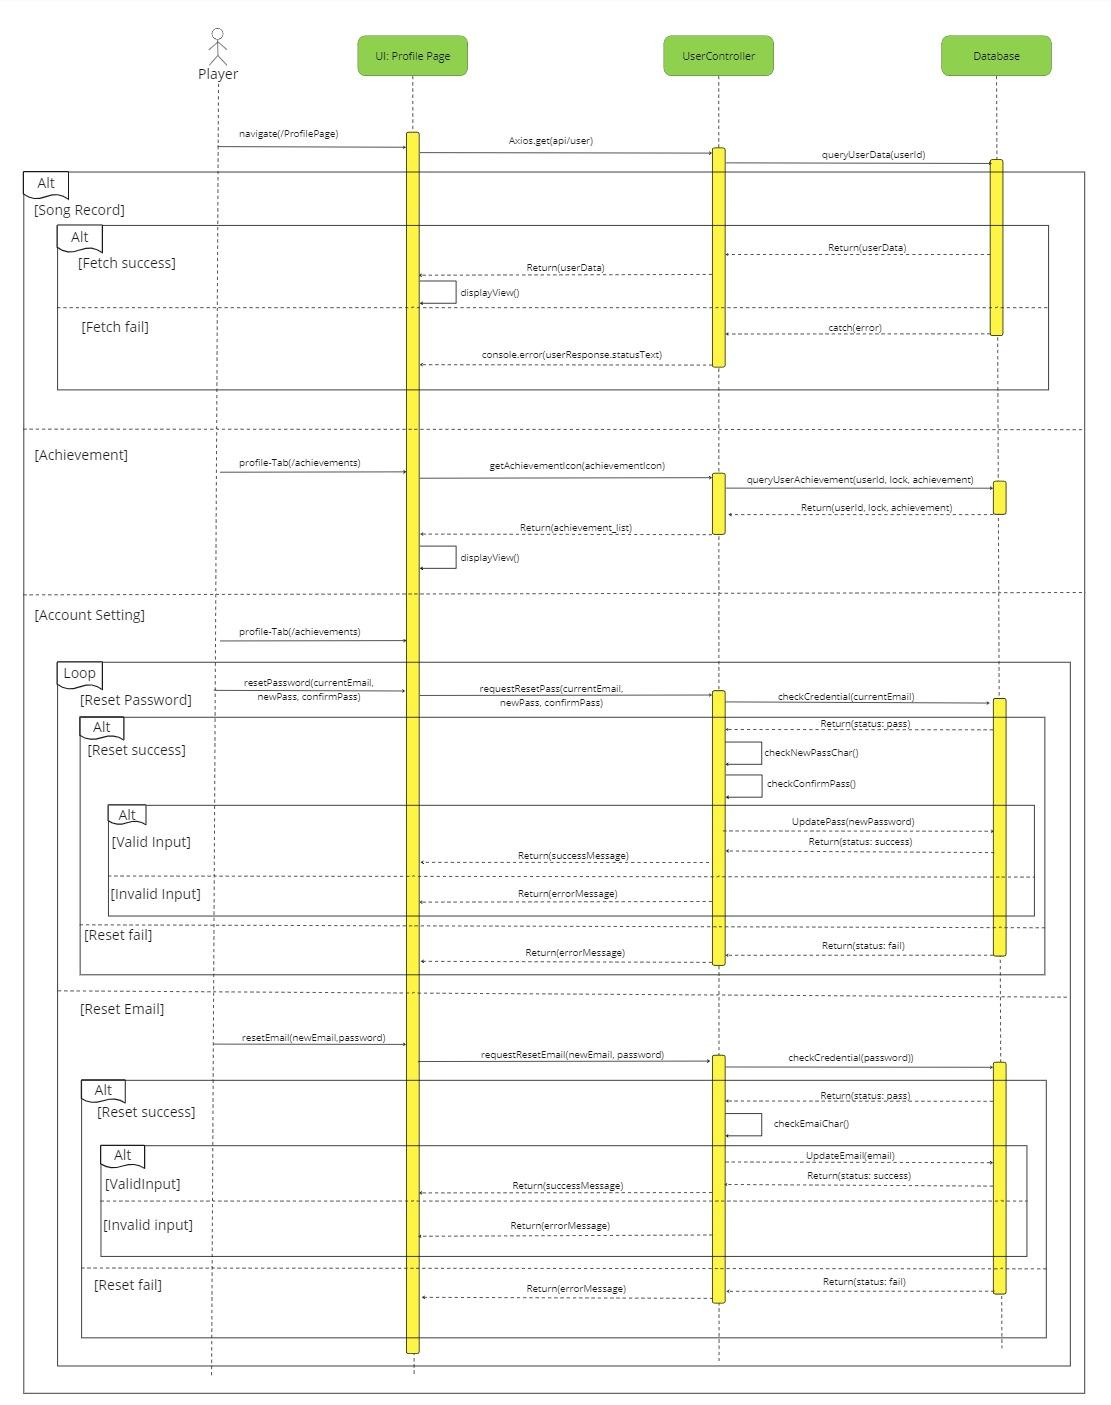 Player
UI: Profile Page
UserController
Database
navigate(/ProfilePage)
Axios.get(api/user)
queryUserData(userId)
Alt
[Song Record]
Alt
[Fetch success]
Return(userData)
Return(userData)
displayView()
[Fetch fail]
catch(error)
console.error(userResponse.statusText)
[Achievement]
profile-Tab(/achievements)
getAchievementIcon(achievementIcon)
queryUserAchievement(userId, lock, achievement)
Return(userId, lock, achievement)
Return(achievement_list)
displayView()
[Account Setting]
profile-Tab(/achievements)
Loop
[Reset Password]
resetPassword(currentEmail,
newPass, confirmPass)
requestResetPass(currentEmail,
newPass, confirmPass)
checkCredential(currentEmail)
Alt
[Reset success]
Return(status: pass)
checkNewPassChar()
checkConfirmPass()
Alt
[Valid Input]
UpdatePass(newPassword)
Return(status: success)
Return(successMessage)
[Invalid Input]
Return(errorMessage)
[Reset fail]
Return(status: fail)
Return(errorMessage)
[Reset Email]
resetEmail(newEmail,password)
requestResetEmail(newEmail, password)
checkCredential(password))
Alt
[Reset success]
Return(status: pass)
checkEmaiChar()
Alt
[ValidInput]
UpdateEmail(email)
Return(status: success)
Return(successMessage)
[Invalid input]
Return(errorMessage)
[Reset fail]
Return(status: fail)
Return(errorMessage)